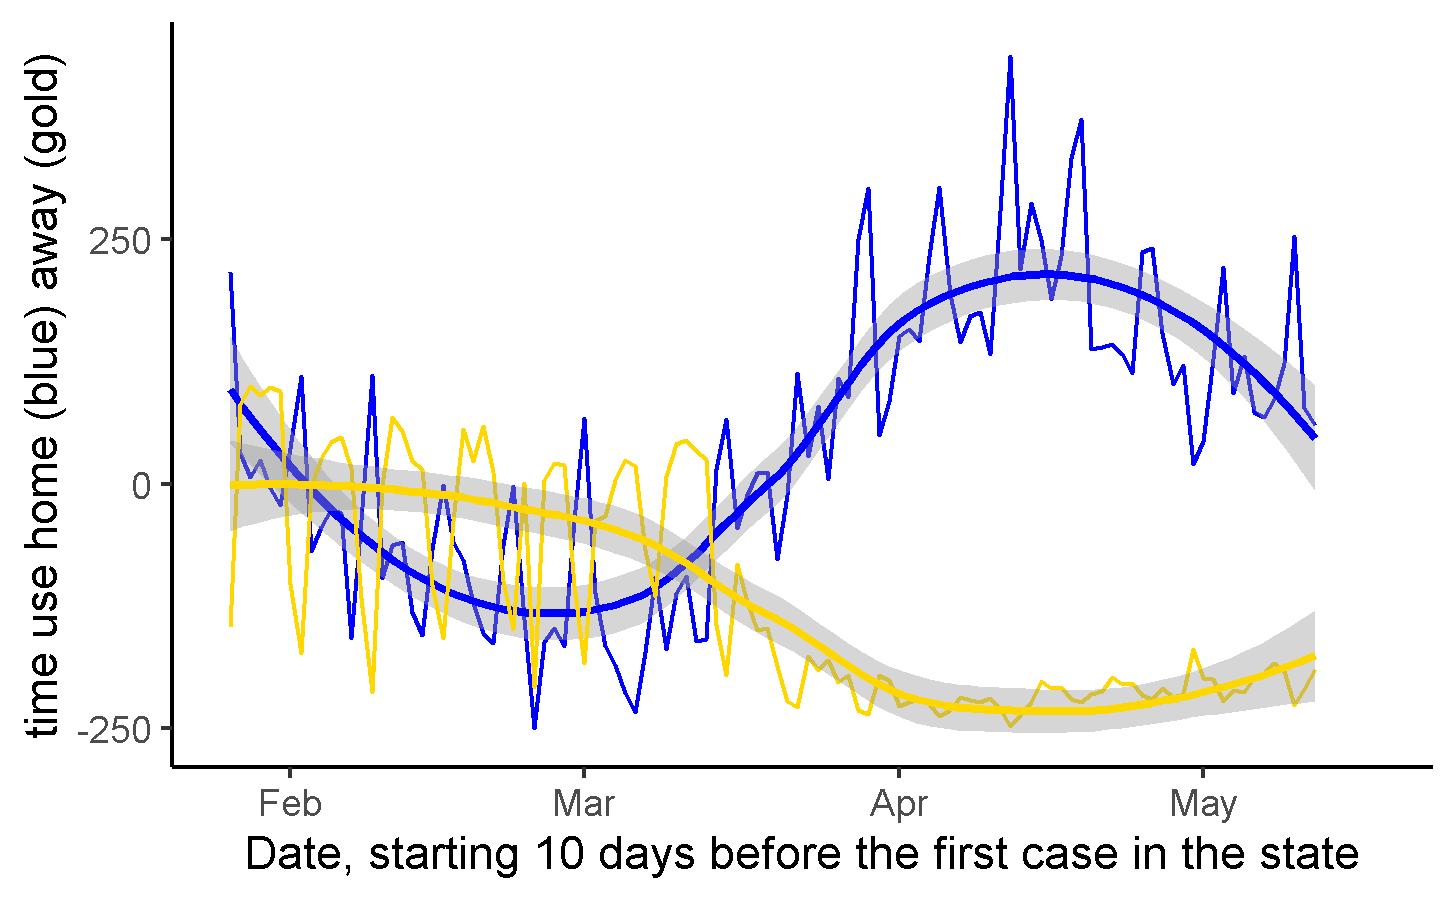 time use home (blue) away (gold)
250
0
-250
Feb Mar Apr May
Date, starting 10 days before the first case in the state